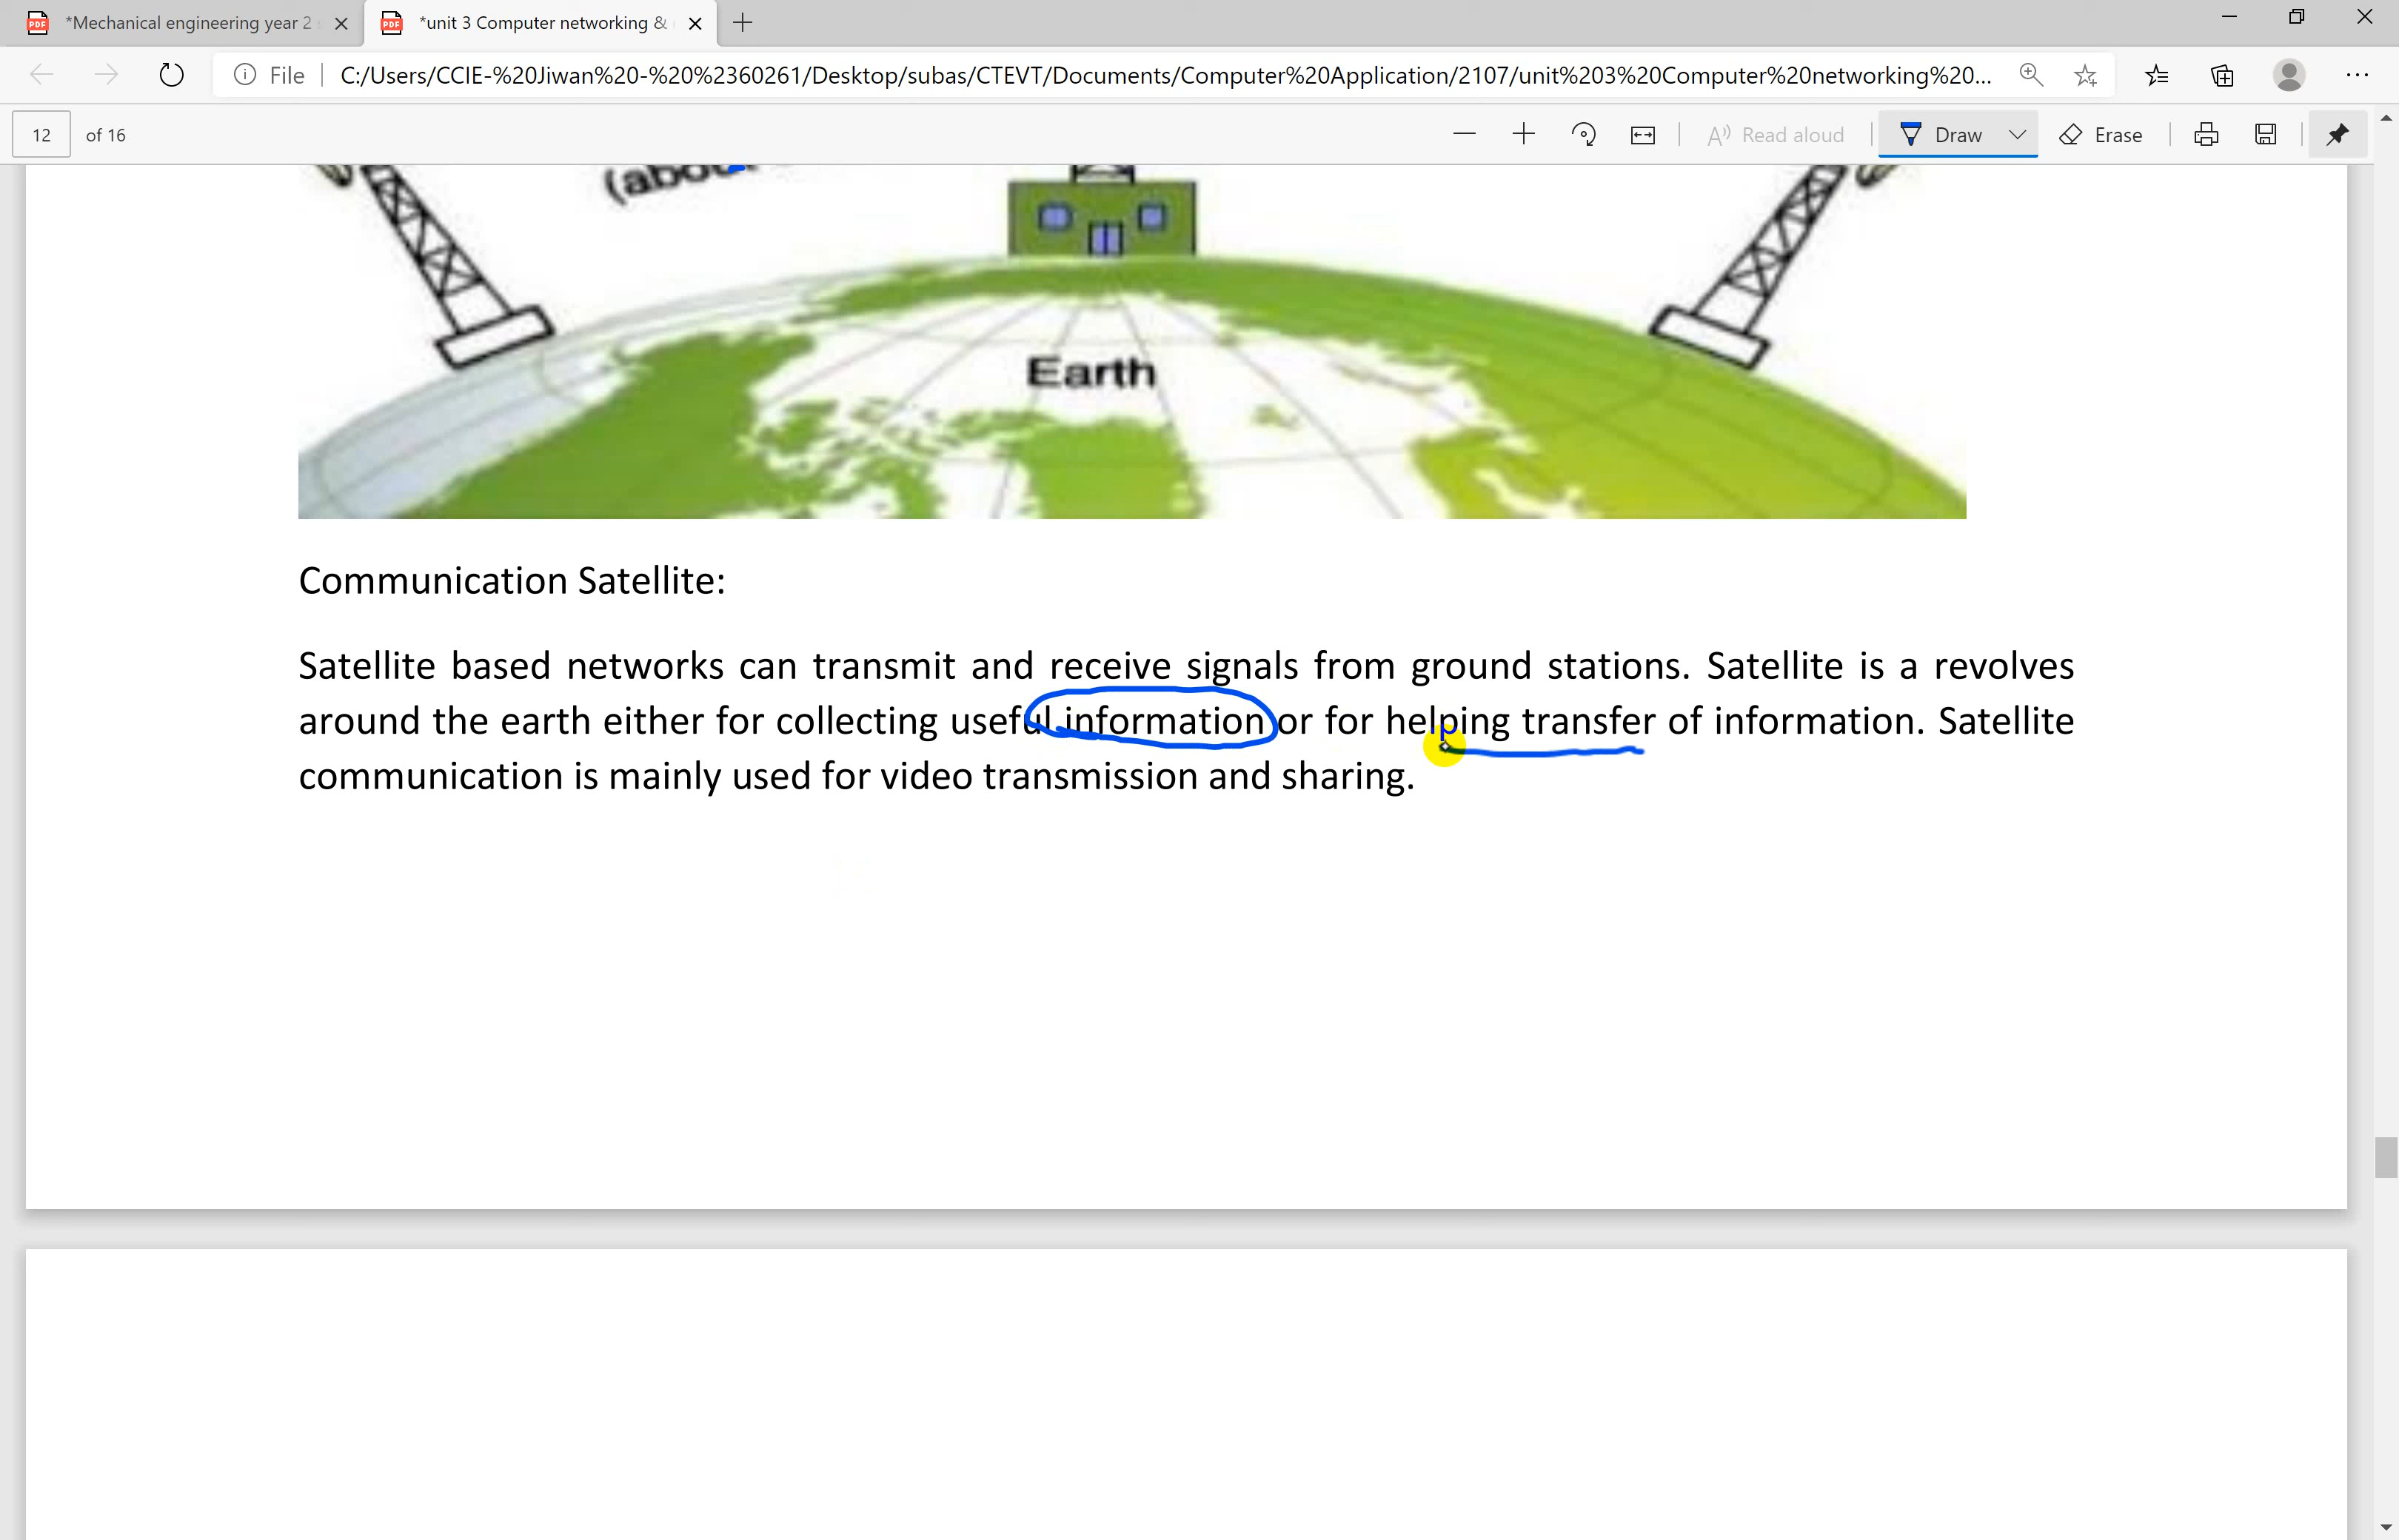 *Mechanical engineering year 2
*unit 3 Computer networking &
File
C:/Users/CCIE-%20Jiwan%20-%20%2360261/Desktop/subas/CTEVT/Documents/Computer%20Application/2107/unit%203%20Computer%20networking%20...
12 of 16
Read aloud
Draw
Erase
Earth
Communication Satellite:
Satellite based networks can transmit and receive signals from ground stations. Satellite is a revolves
around the earth either for collecting useful information or for helping transfer of information. Satellite
communication is mainly used for video transmission and sharing.